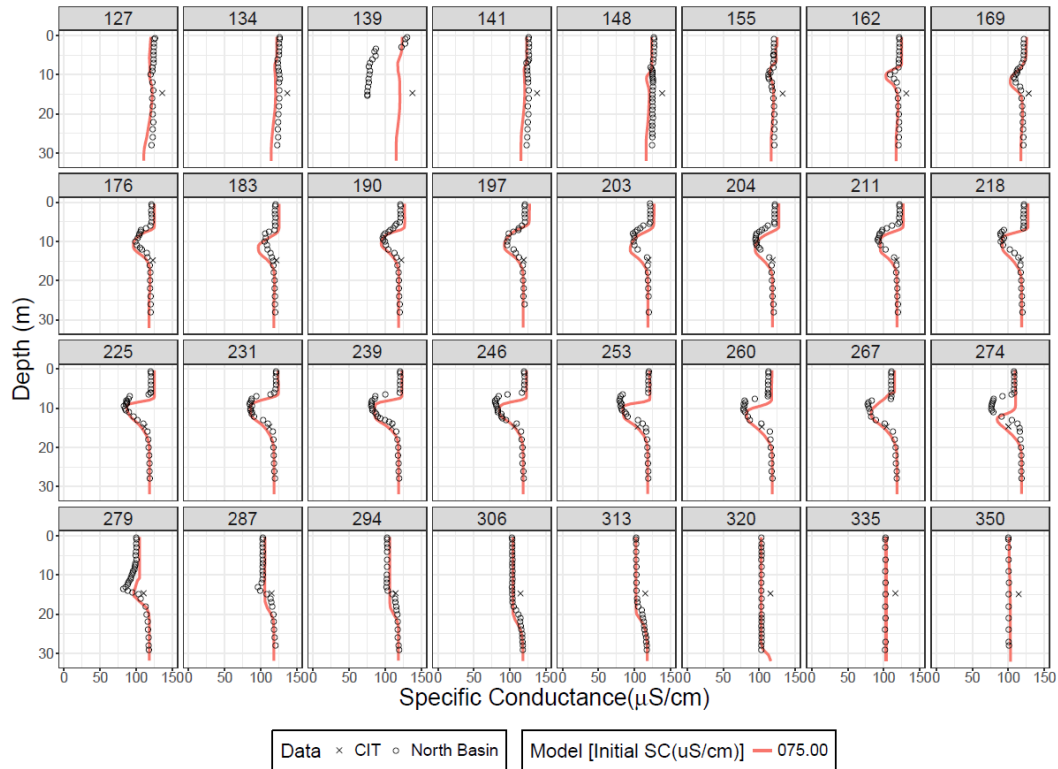 127 134 139 141 148 155 162 169
0
10
20
30
176 183 190 197 203 204 211 218
0
10
20
30
Depth (m)
225 231 239 246 253 260 267 274
0
10
20
30
279 287 294 306 313 320 335 350
0
10
20
30
0 50 100 150 0 50 100 150 0 50 100 150 0 50 100 150 0 50 100 150 0 50 100 150 0 50 100 150 0 50 100 150
Specific Conductance(μS/cm)
Data × CIT ○ North Basin Model [Initial SC(uS/cm)] 075.00